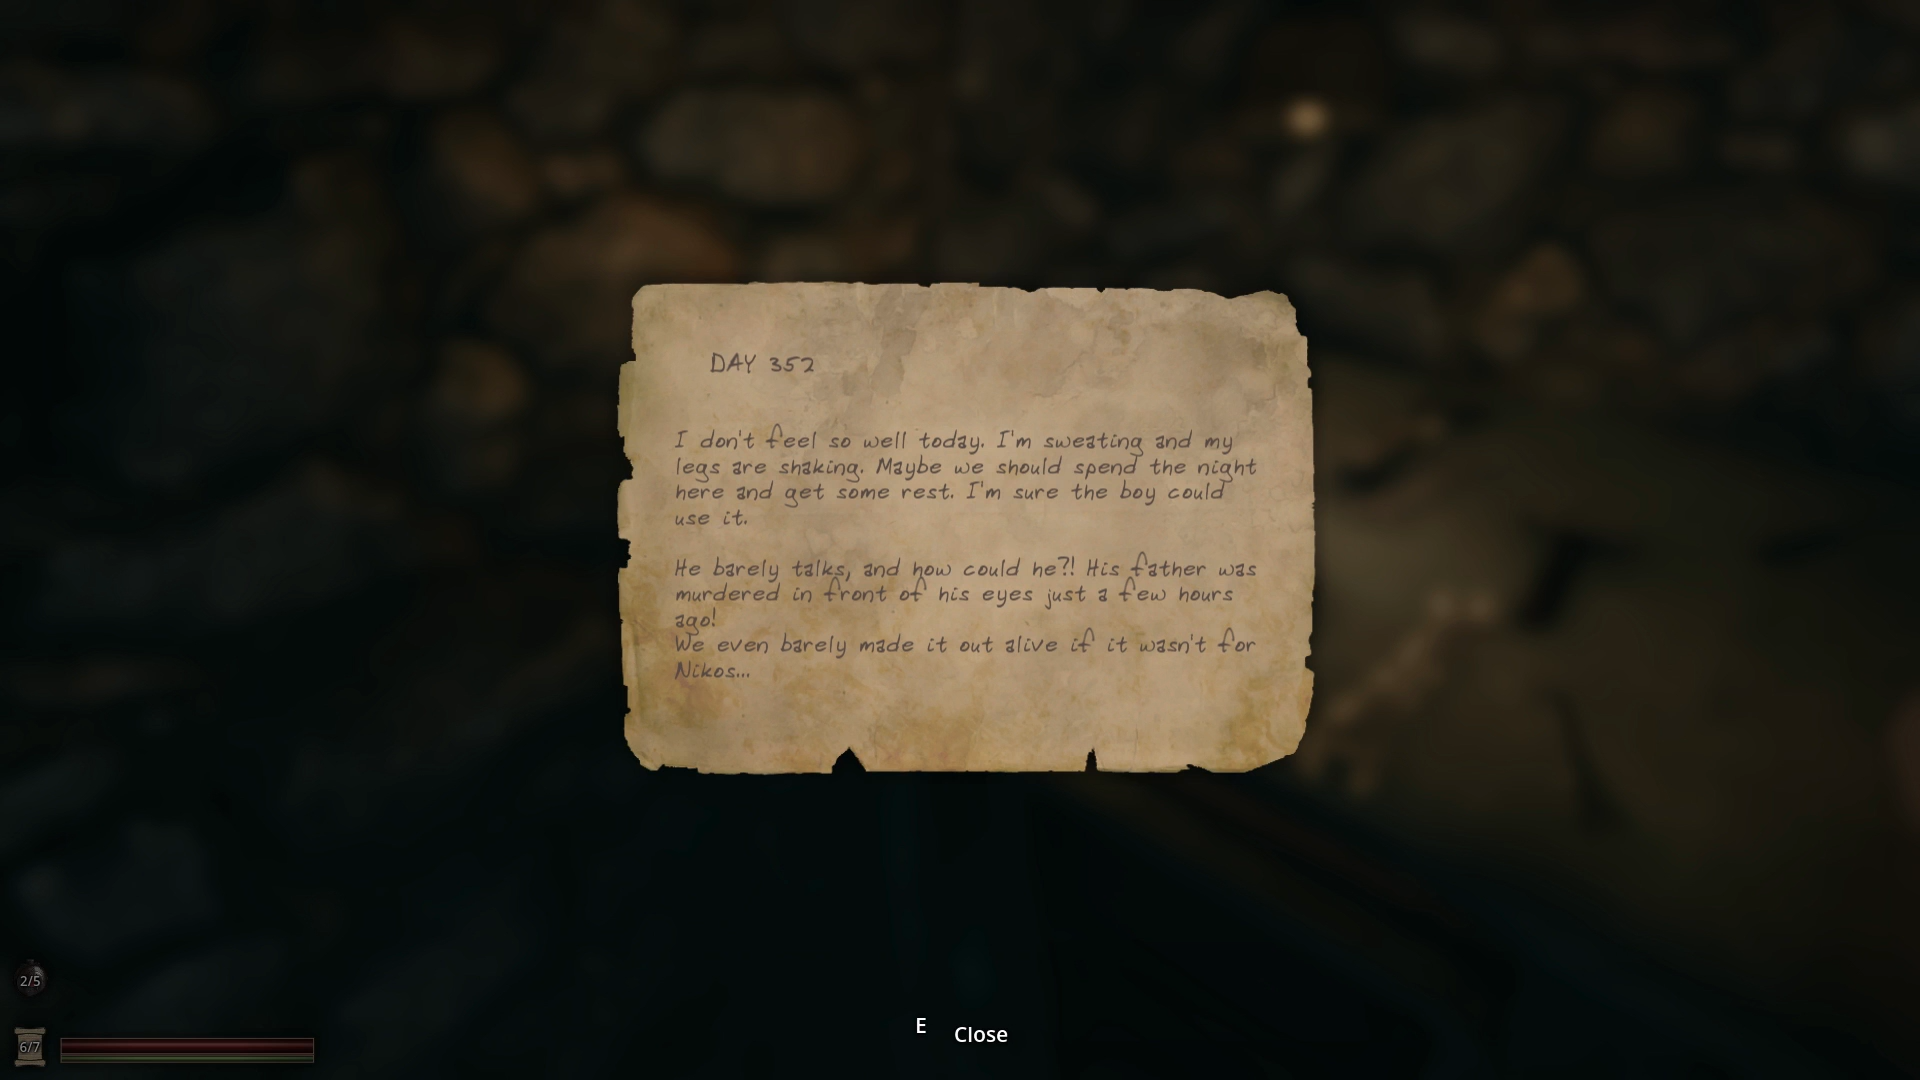 DAY 352
I don't feel so well today. I'm sweating and my
legs are shaking. Maybe we should spend the night
here and get some rest. I'm sure the boy could
use it.
He barely talks, and how could he?! His father was
murdered in front of his eyes just a few hours
ago!
We even barely made it out alive if it wasn't for
Nikos...
2/5
6/7
E Close